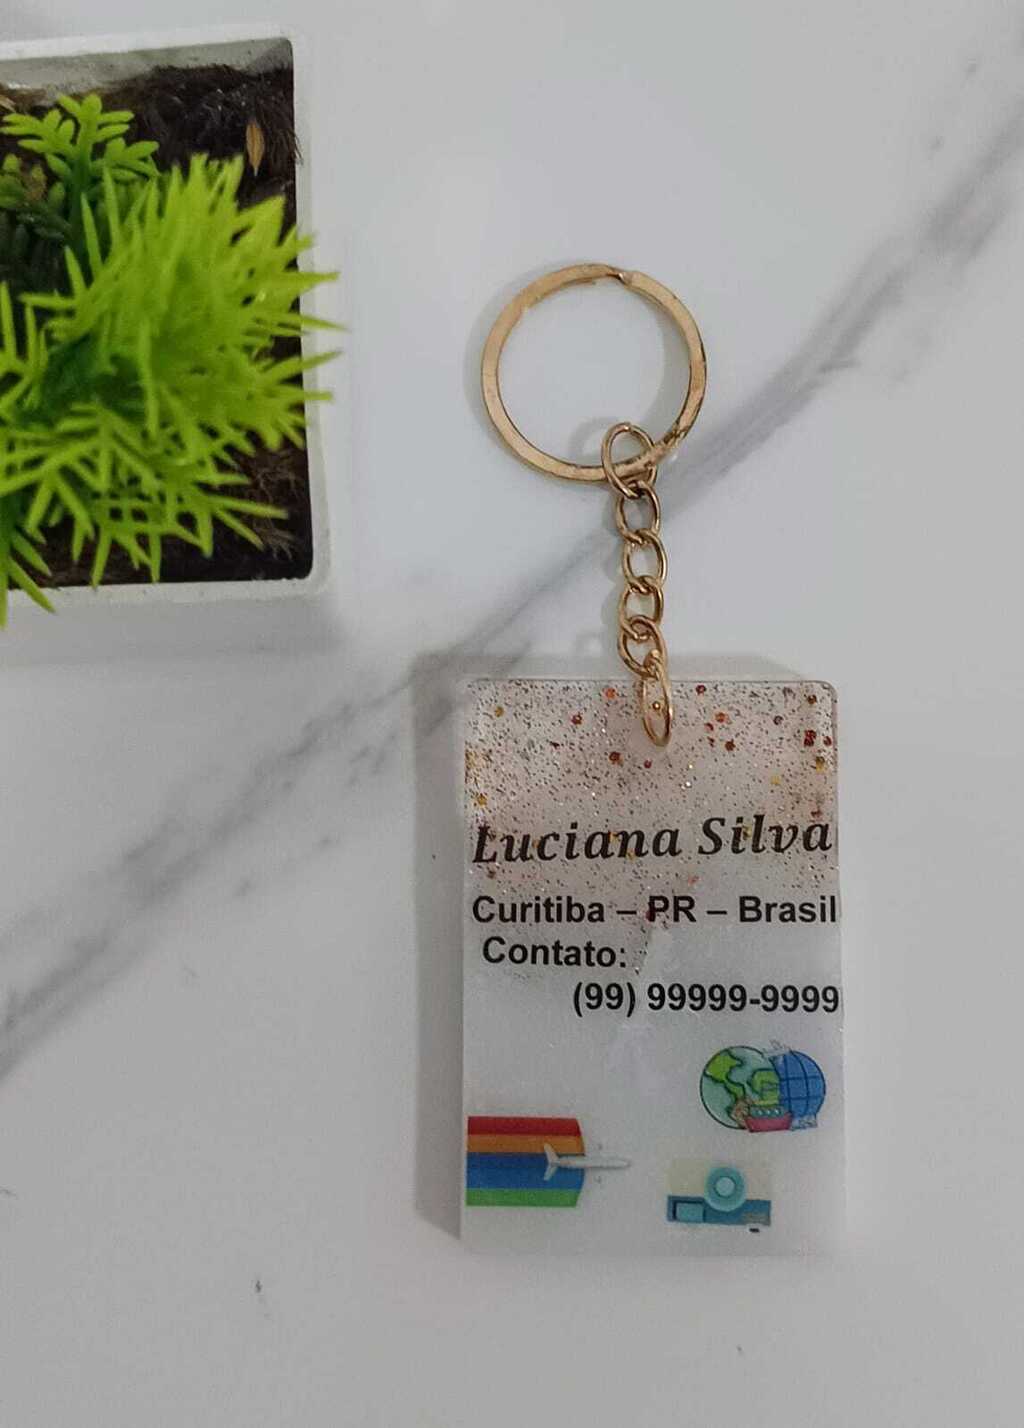 Luciana Silva
Curitiba – PR – Brasil
Contato:
(99) 99999-9999